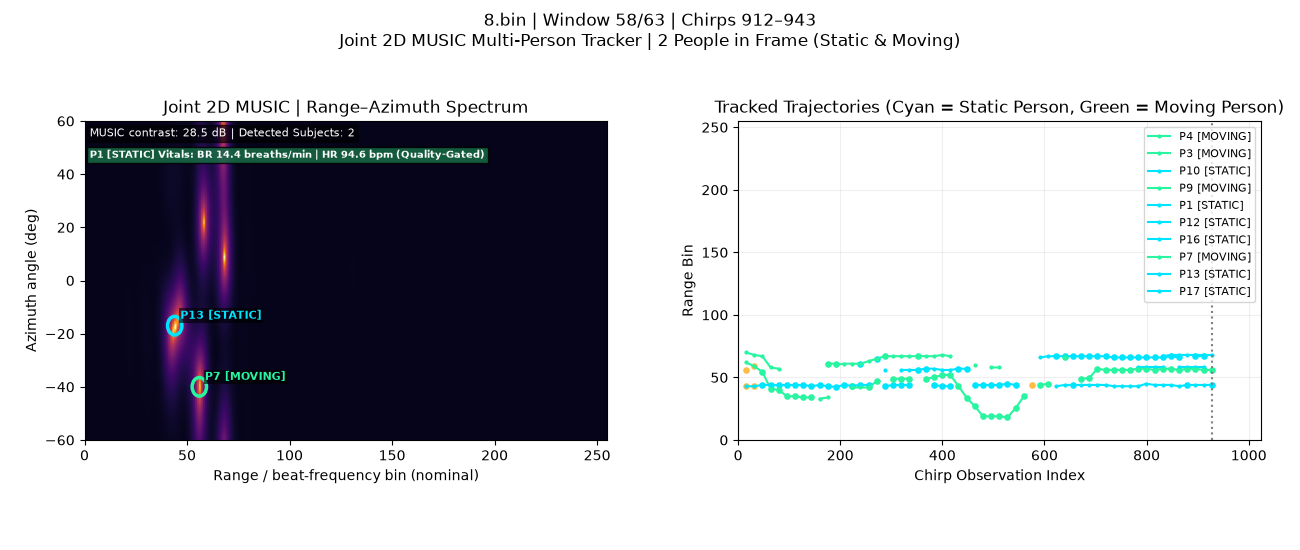 8.bin | Window 58/63 | Chirps 912–943
Joint 2D MUSIC Multi-Person Tracker | 2 People in Frame (Static & Moving)
Joint 2D MUSIC | Range–Azimuth Spectrum
MUSIC contrast: 28.5 dB | Detected Subjects: 2
P1 [STATIC] Vitals: BR 14.4 breaths/min | HR 94.6 bpm (Quality-Gated)
P13 [STATIC]
P7 [MOVING]
60
40
20
0
−20
−40
−60
Azimuth angle (deg)
0
50
100
150
200
250
Range / beat-frequency bin (nominal)
Tracked Trajectories (Cyan = Static Person, Green = Moving Person)
P4 [MOVING]
P3 [MOVING]
P10 [STATIC]
P9 [MOVING]
P1 [STATIC]
P12 [STATIC]
P16 [STATIC]
P7 [MOVING]
P13 [STATIC]
P17 [STATIC]
250
200
150
100
50
0
Range Bin
0
200
400
600
800
1000
Chirp Observation Index